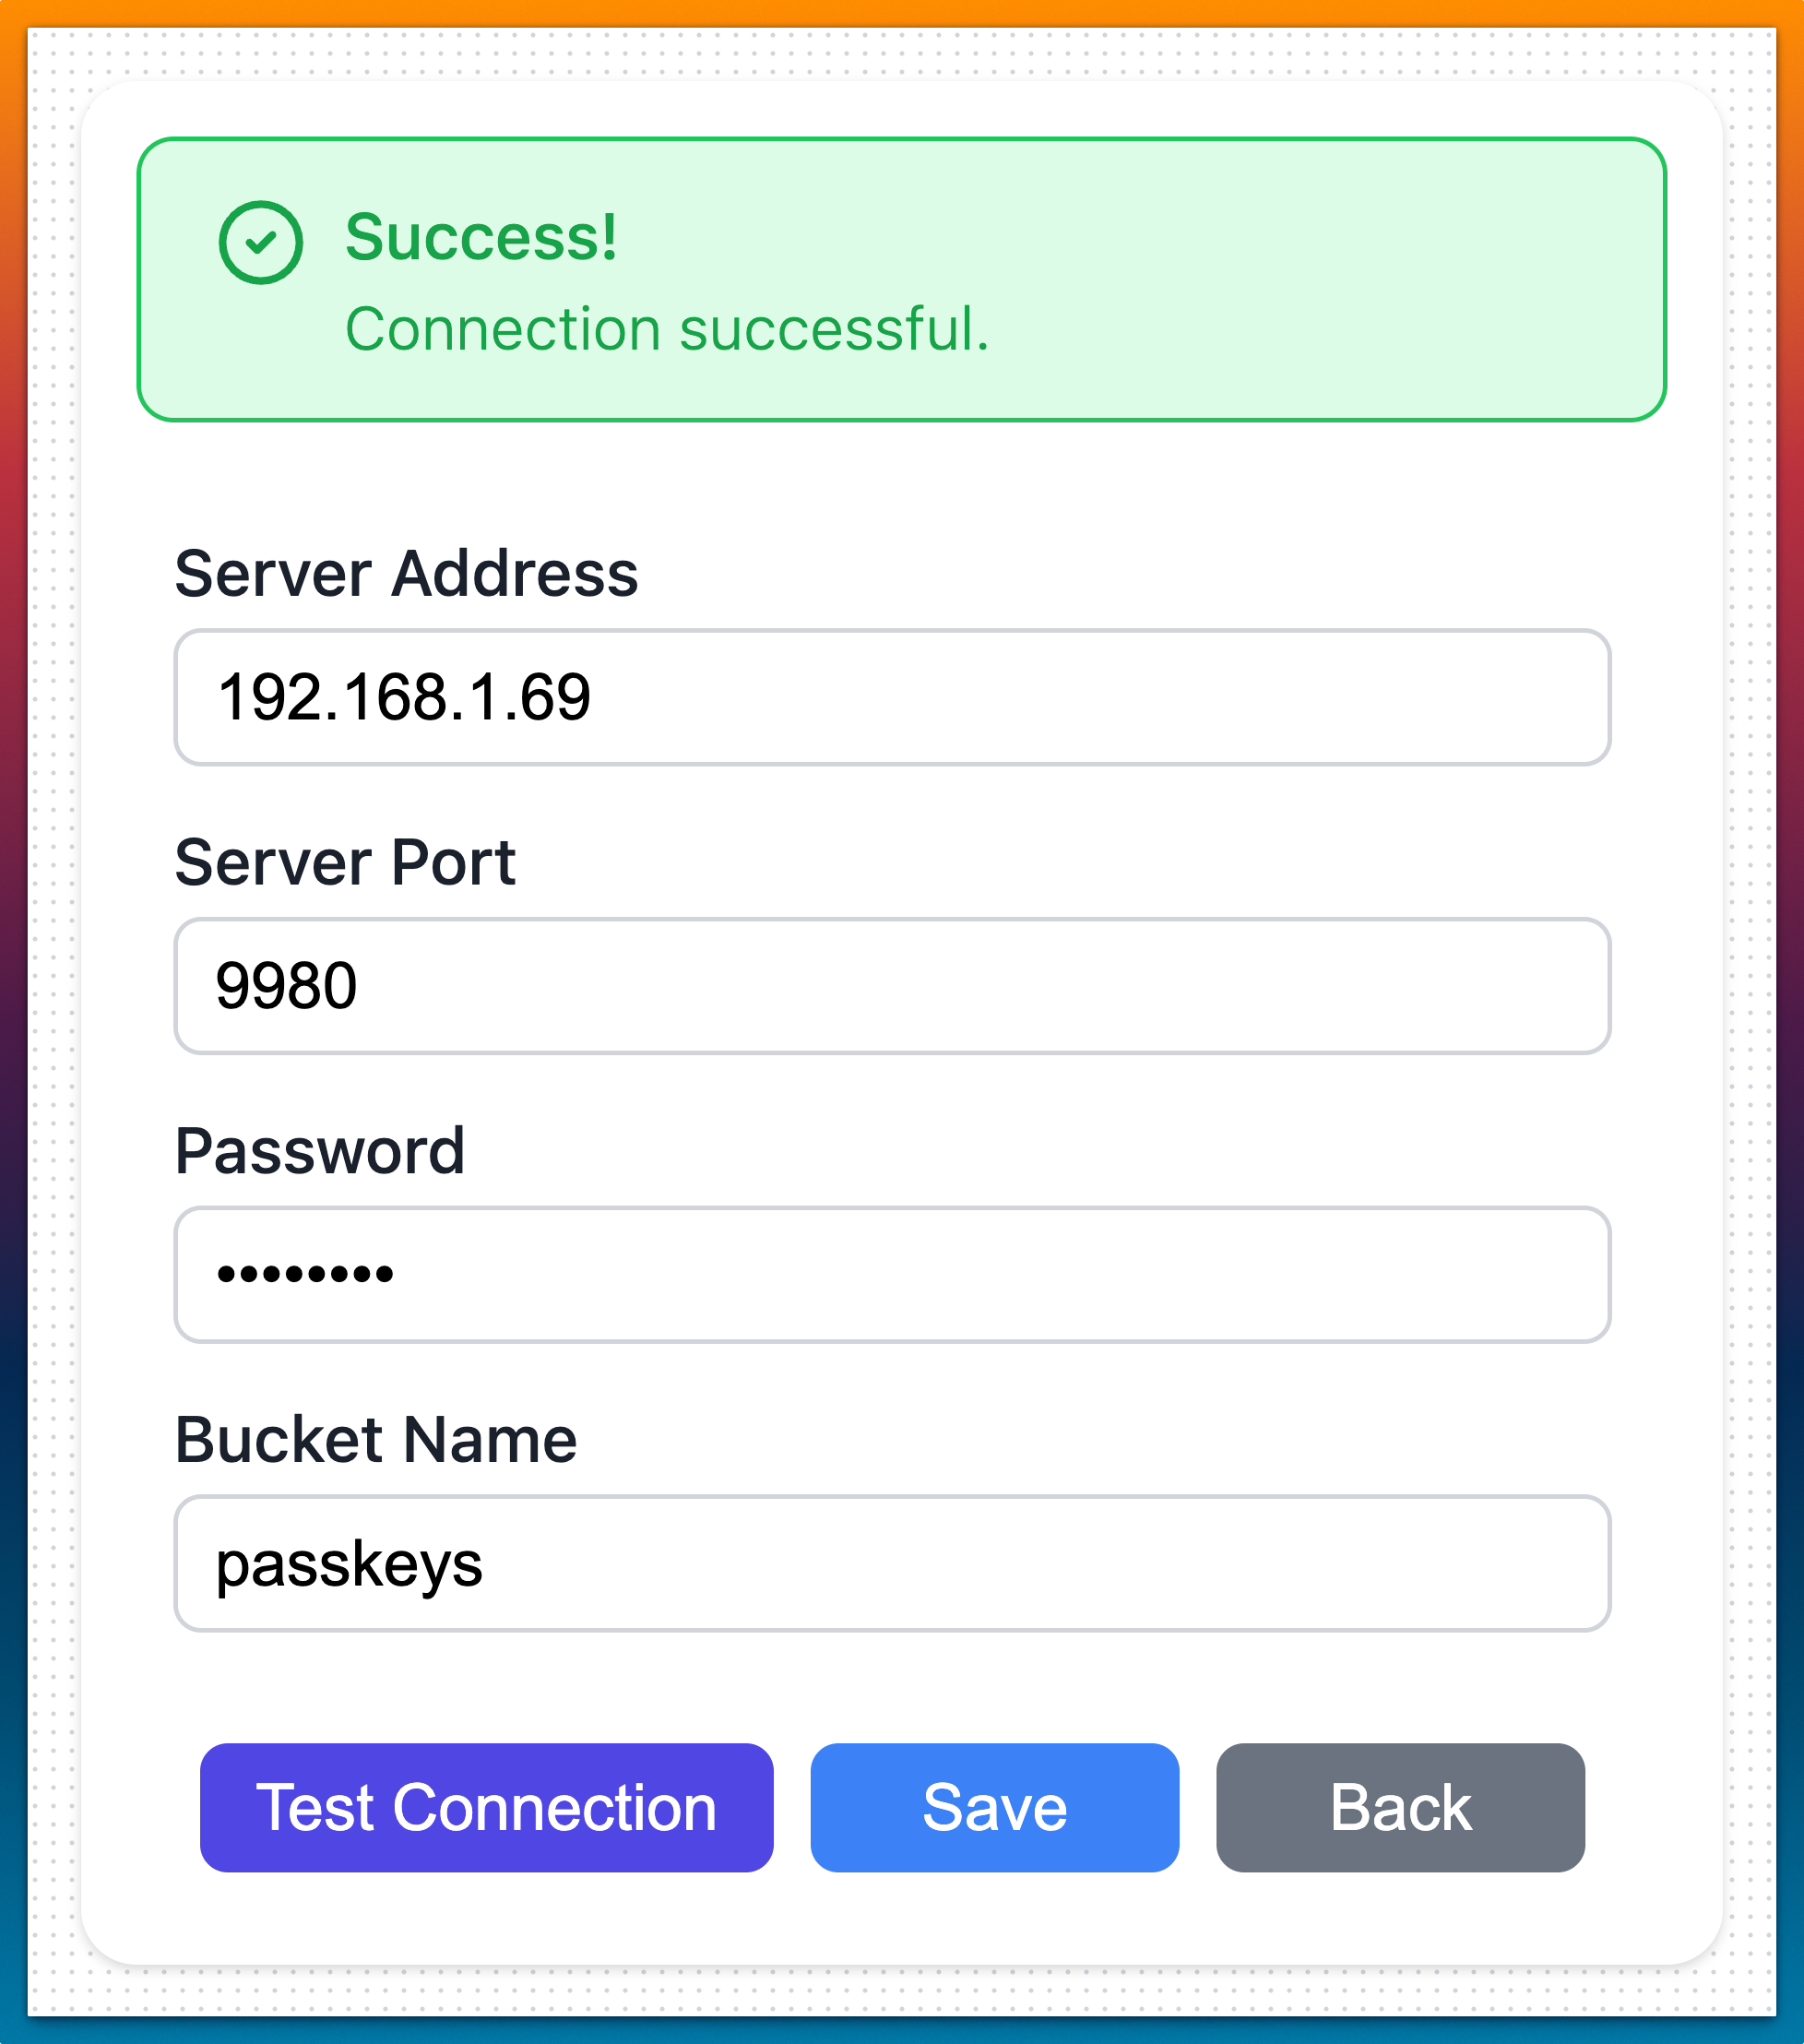 Success!
Connection successful.
Server Address
192.168.1.69
Server Port
9980
Password
••••••••
Bucket Name
passkeys
Test Connection
Save
Back